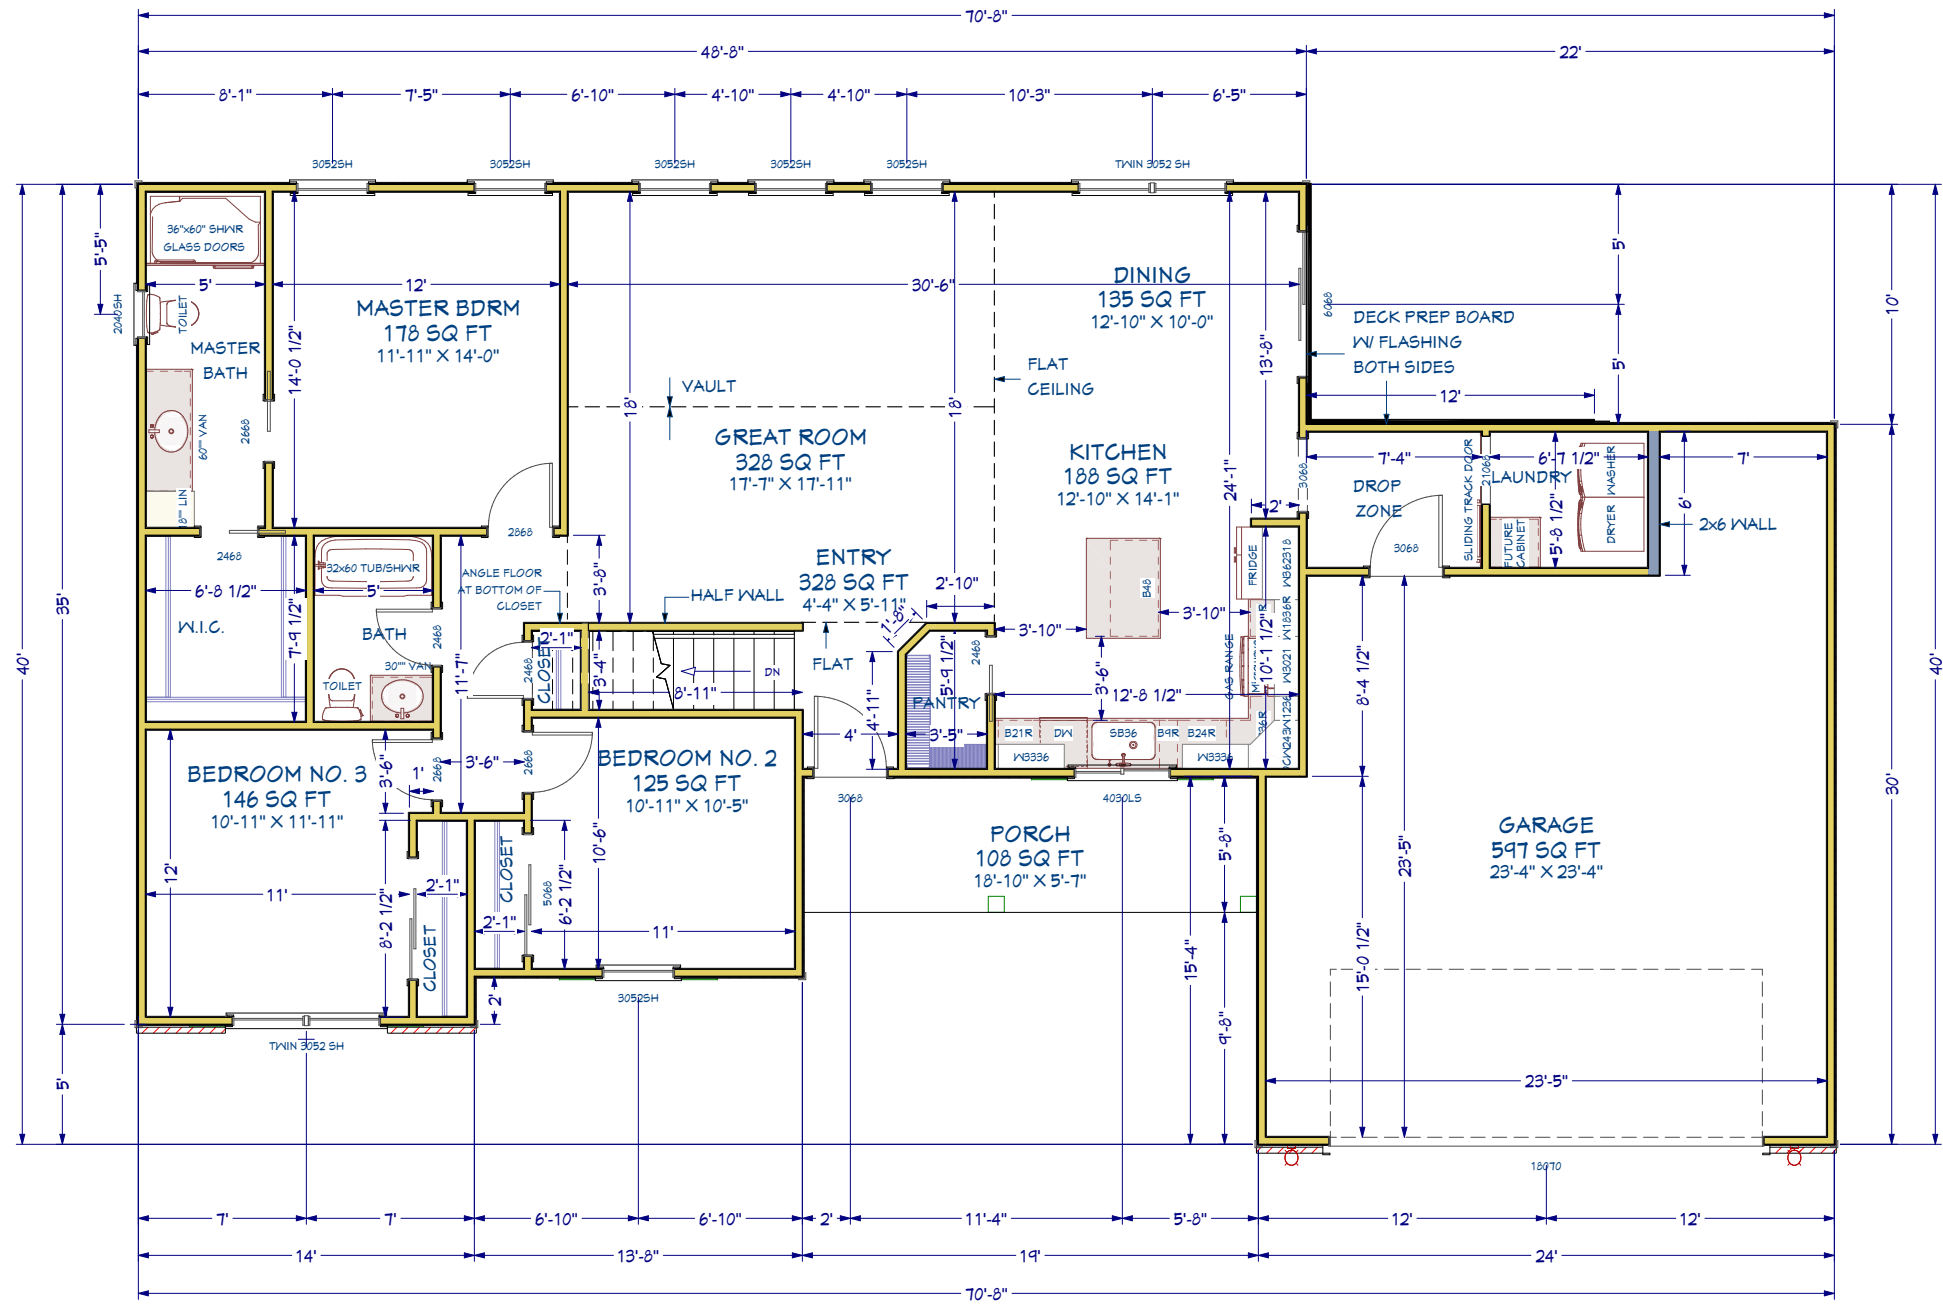 70'-8"
48'-8"
22'
8'-1"
7'-5"
6'-10"
4'-10"
4'-10"
10'-3"
6'-5"
3052SH
3052SH
3052SH
3052SH
3052SH
TWIN 3052 SH
40'
35'
5'-5"
2040SH
36"x60" SHWR
GLASS DOORS
5'
TOILET
MASTER
BATH
60"" VAN
2668
18"" LIN
12'
MASTER BDRM
178 SQ FT
11'-11" X 14'-0"
14'-0 1/2"
2868
30'-6"
VAULT
18'
18'
GREAT ROOM
328 SQ FT
17'-7" X 17'-11"
DINING
135 SQ FT
12'-10" X 10'-0"
FLAT
CEILING
13'-8"
24'-1"
6068
DECK PREP BOARD
W/ FLASHING
BOTH SIDES
12'
5'
5'
10'
40'
KITCHEN
188 SQ FT
12'-10" X 14'-1"
3068
2'
7'-4"
DROP
ZONE
3068
SLIDING TRACK DOOR
21068
6'-7 1/2"
LAUNDRY
WASHER
DRYER
FUTURE
CABINET
5'-8 1/2"
7'
6'
2x6 WALL
2468
6'-8 1/2"
W.I.C.
7'-9 1/2"
32x60 TUB/SHWR
5'
BATH
2468
30"" VAN
TOILET
11'-7"
ANGLE FLOOR
AT BOTTOM OF
CLOSET
3'-8"
HALF WALL
ENTRY
328 SQ FT
4'-4" X 5'-11"
2'-10"
1'-8"
2'-1"
2468
CLOSET
3'-4"
8'-11"
DN
FLAT
4'-11"
4'
PANTRY
5'-9 1/2"
3'-5"
2468
3'-10"
B48
3'-10"
3'-6"
12'-8 1/2"
FRIDGE
W362318
W1836R
GAS RANGE
10'-1 1/2"
W3021
W1236
36R
B21R
DW
SB36
B9R
B24R
W3336
W3336
8'-4 1/2"
BEDROOM NO. 3
146 SQ FT
10'-11" X 11'-11"
3'-6"
1'
2668
3'-6"
2668
BEDROOM NO. 2
125 SQ FT
10'-11" X 10'-5"
10'-6"
12'
11'
8'-2 1/2"
2'-1"
CLOSET
CLOSET
2'-1"
5068
6'-2 1/2"
11'
2'
3052SH
TWIN 3052 SH
5'
3068
4030LS
PORCH
108 SQ FT
18'-10" X 5'-7"
5'-8"
15'-4"
9'-8"
GARAGE
597 SQ FT
23'-4" X 23'-4"
23'-5"
15'-0 1/2"
23'-5"
30'
18070
7'
7'
6'-10"
6'-10"
2'
11'-4"
5'-8"
12'
12'
14'
13'-8"
19'
24'
70'-8"